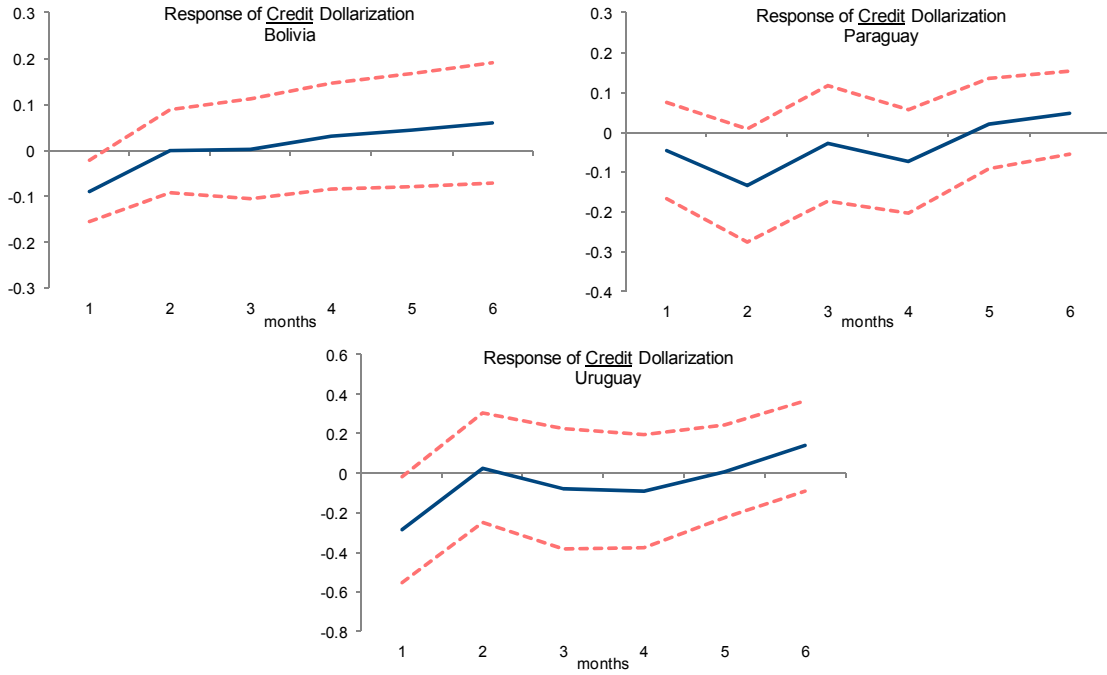 Response of Credit Dollarization
Bolivia
0.3
0.2
0.1
0
-0.1
-0.2
-0.3
1 2 3 4 5 6
months
Response of Credit Dollarization
Paraguay
0.3
0.2
0.1
0
-0.1
-0.2
-0.3
-0.4
1 2 3 4 5 6
months
Response of Credit Dollarization
Uruguay
0.6
0.4
0.2
0
-0.2
-0.4
-0.6
-0.8
1 2 3 4 5 6
months